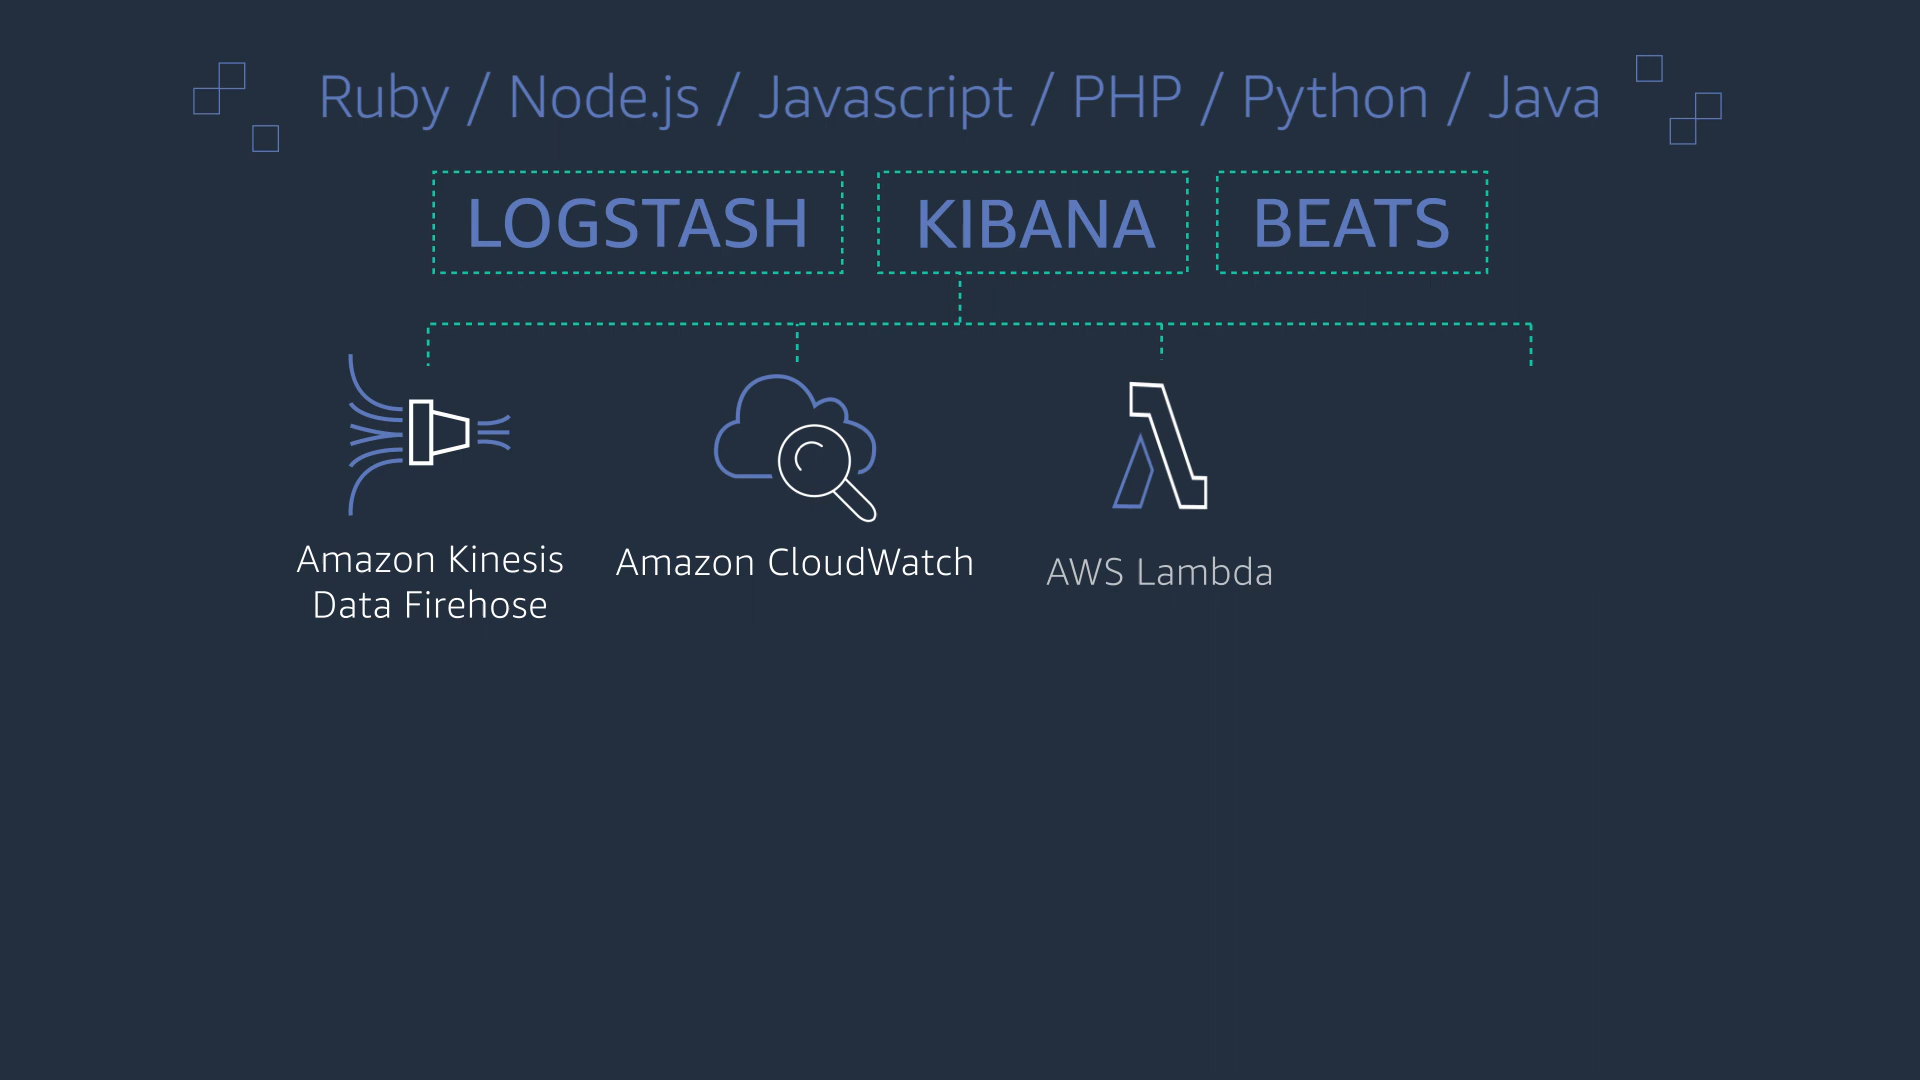 Ruby / Node.js / Javascript / PHP / Python / Java
LOGSTASH KIBANA BEATS
Amazon Kinesis
Data Firehose
Amazon CloudWatch
AWS Lambda